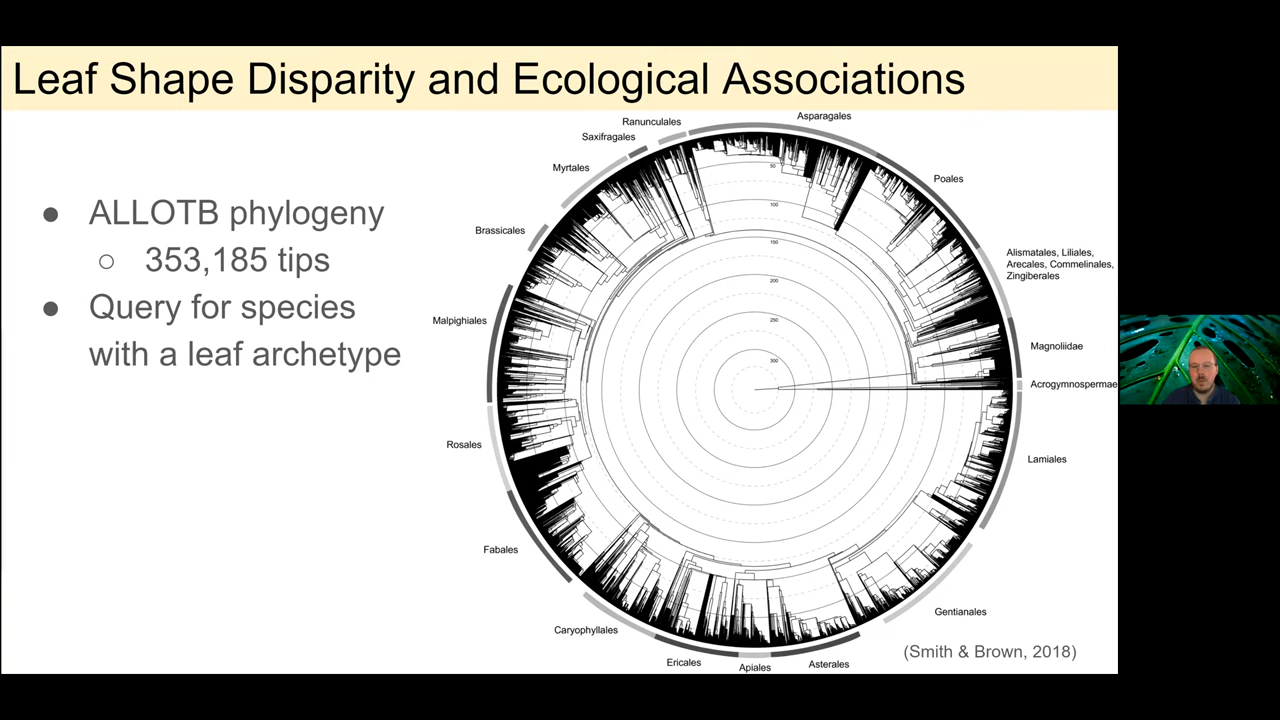 Leaf Shape Disparity and Ecological Associations
● ALLOTB phylogeny
○ 353,185 tips
● Query for species
with a leaf archetype
Ranunculales
Saxifragales
Myrtales
Brassicales
Malpighiales
Rosales
Fabales
Caryophyllales
Ericales
Apiales
Asterales
Asparagales
Poales
Alismatales, Liliales,
Arecales, Commelinales,
Zingiberales
Magnoliidae
Acrogymnospermae
Lamiales
Gentianales
50
100
150
200
250
300
(Smith & Brown, 2018)